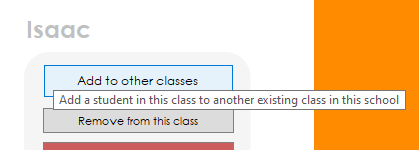 Isaac
Add to other classes
Add a student in this class to another existing class in this school
Remove from this class